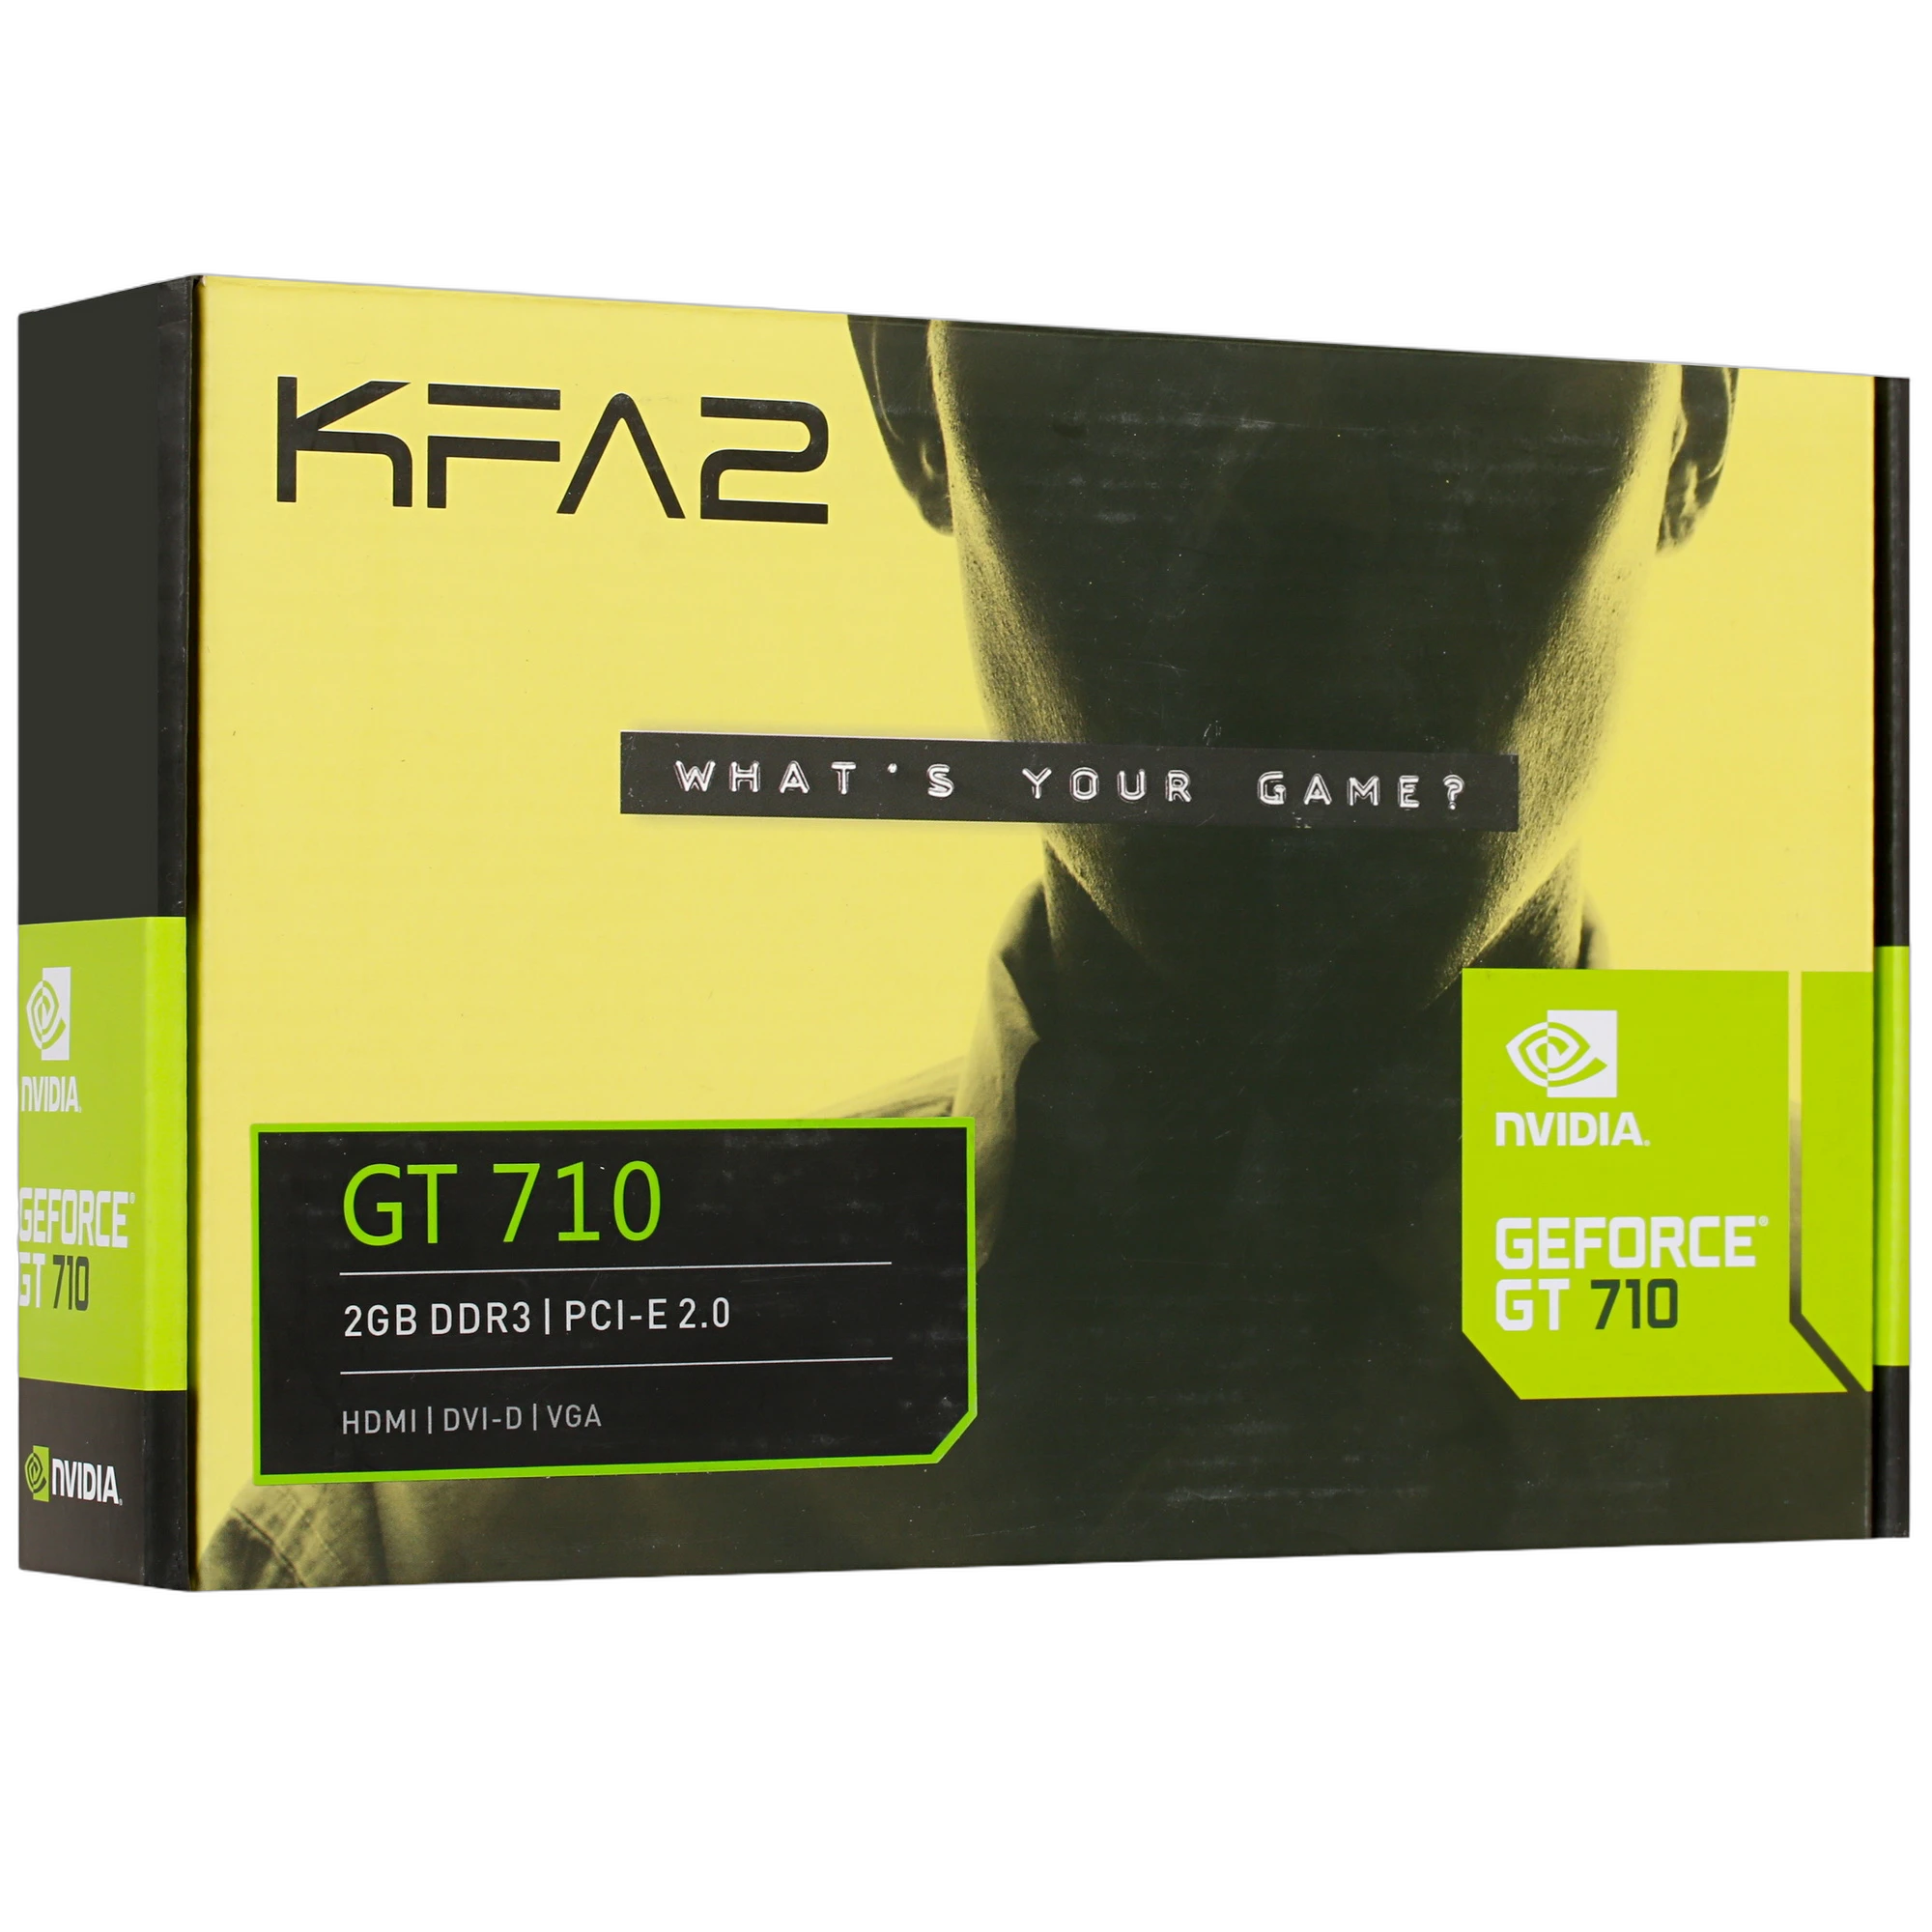 KFA2
WHAT'S YOUR GAME?
GT 710
2GB DDR3 | PCI-E 2.0
HDMI | DVI-D | VGA
NVIDIA.
GEFORCE®
GT 710
NVIDIA.
GEFORCE®
GT 710
NVIDIA.